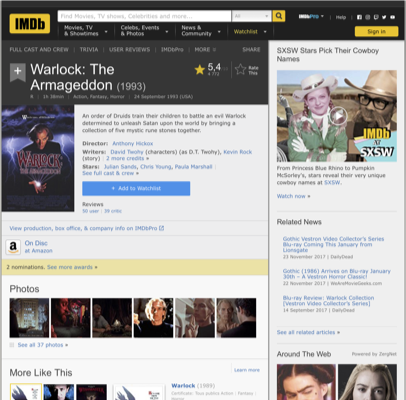 IMDb
Find Movies, TV shows, Celebrities and more...
All
Movies, TV
& Showtimes
Celebs, Events
& Photos
News &
Community
Watchlist
IMDbPro
Help
Sign in
FULL CAST AND CREW | TRIVIA | USER REVIEWS | IMDbPro | MORE
SHARE
Warlock: The
Armageddon (1993)
5,4
Rate
This
R | 1h 38min | Action, Fantasy, Horror | 24 September 1993 (USA)
WARLOCK
An order of Druids train their children to battle an evil Warlock
determined to unleash Satan upon the world by bringing a
collection of five mystic rune stones together.
Director: Anthony Hickox
Writers: David Twohy (characters) (as D.T. Twohy), Kevin Rock
(story) | 2 more credits »
Stars: Julian Sands, Chris Young, Paula Marshall |
See full cast & crew »
+ Add to Watchlist
Reviews
30 user | 39 critic
View production, box office, & company info on IMDbPro
a
On Disc
at Amazon
2 nominations. See more awards »
Photos
See all 37 photos »
More Like This
Learn more
Warlock (1989)
SXSW Stars Pick Their Cowboy
Names
IMDb
AT
SXSW
From Princess Blue Rhino to Pumpkin
McSorley's, stars reveal their very unique
cowboy names at SXSW.
Watch now »
Related News
Gothic Vestron Video Collector's Series
Blu-ray Coming This January from
Lionsgate
23 November 2017 | DailyDead
Gothic (1986) Arrives on Blu-ray January
30th – A Vestron Horror Classic!
22 November 2017 | WeAreMovieGeeks.com
Blu-ray Review: Warlock Collection
[Vestron Video Collector's Series]
14 September 2017 | DailyDead
See all related articles »
Around The Web
Powered by ZergNet